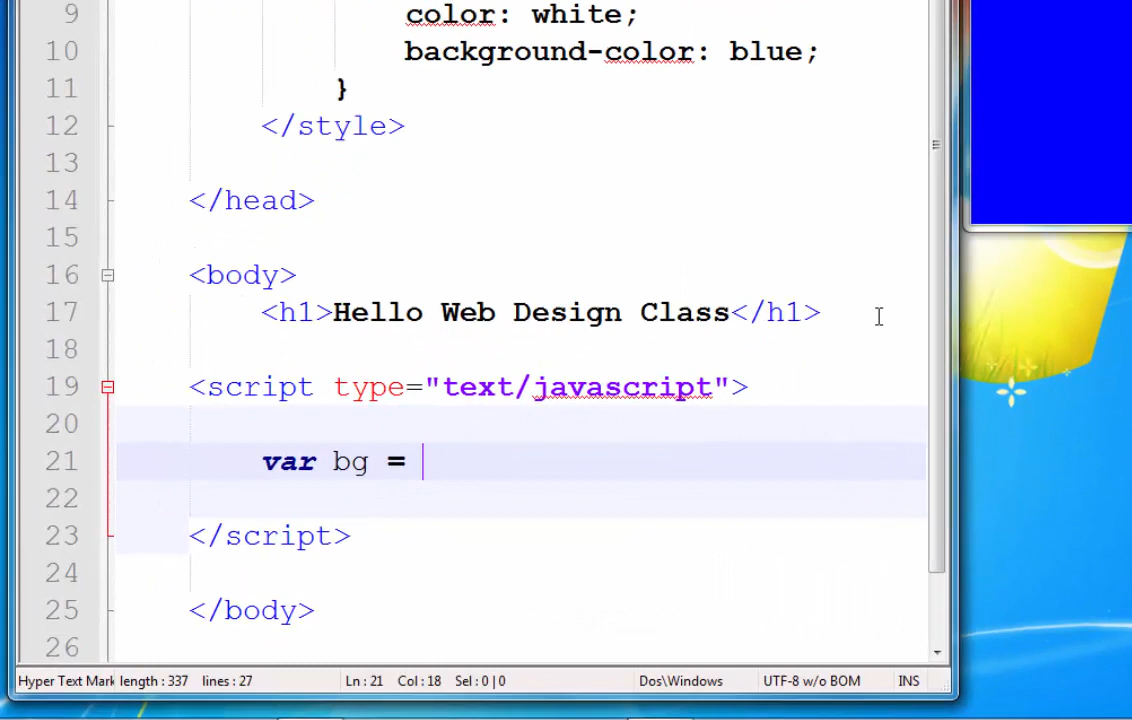 9 color: white;
10 background-color: blue;
11 }
12 </style>
13
14 </head>
15
16 <body>
17 <h1>Hello Web Design Class</h1>
18
19 <script type="text/javascript">
20
21 var bg =
22
23 </script>
24
25 </body>
26
Hyper Text Mark length : 337 lines : 27 Ln : 21 Col : 18 Sel : 0 | 0 Dos\Windows UTF-8 w/o BOM INS